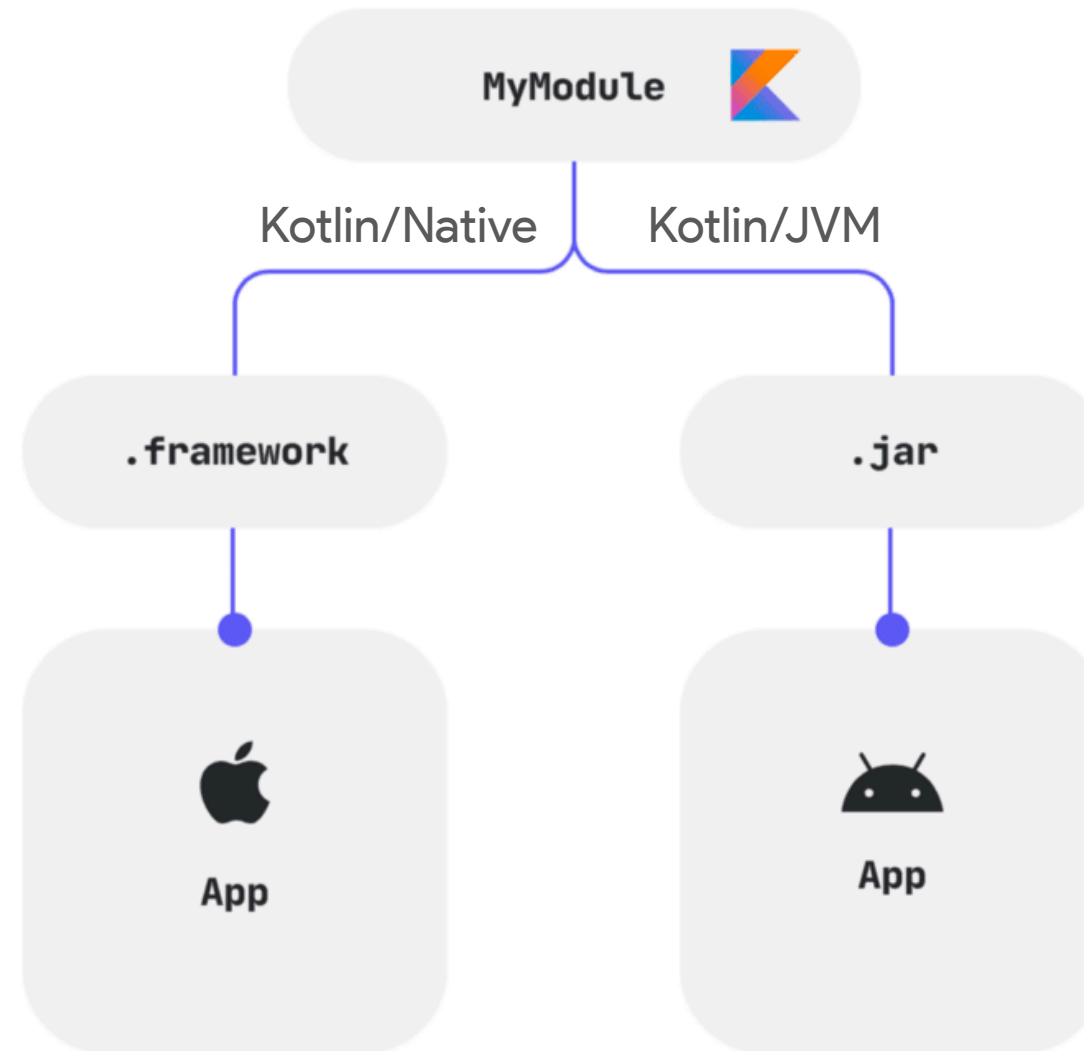 MyModule
Kotlin/Native
Kotlin/JVM
.framework
.jar
App
App